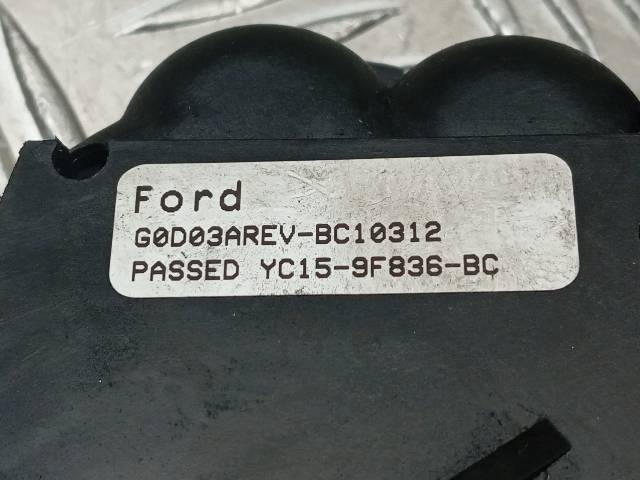 Ford
G0D03AREV-BC10312
PASSED YC15-9F836-BC